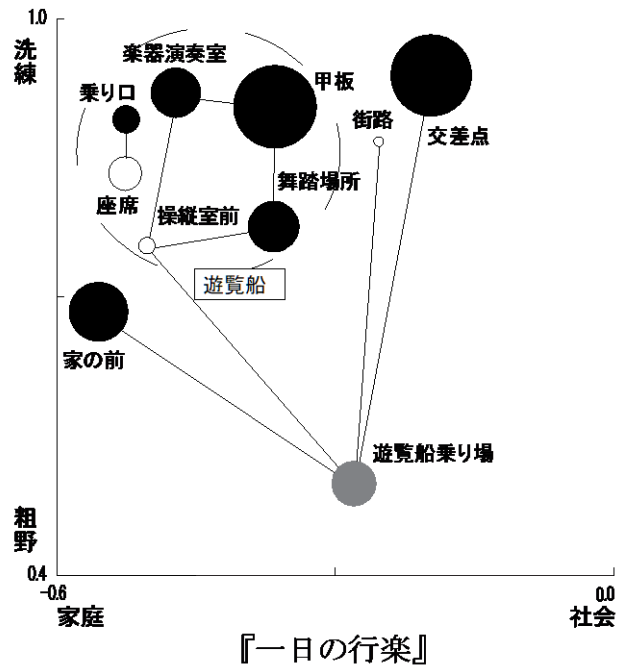 1.0
洗練
楽器演奏室
乗り口
甲板
街路
交差点
舞踏場所
座席
操縦室前
遊覧船
家の前
遊覧船乗り場
粗野
0.4
-0.6
0.0
家庭
社会
『一日の行楽』